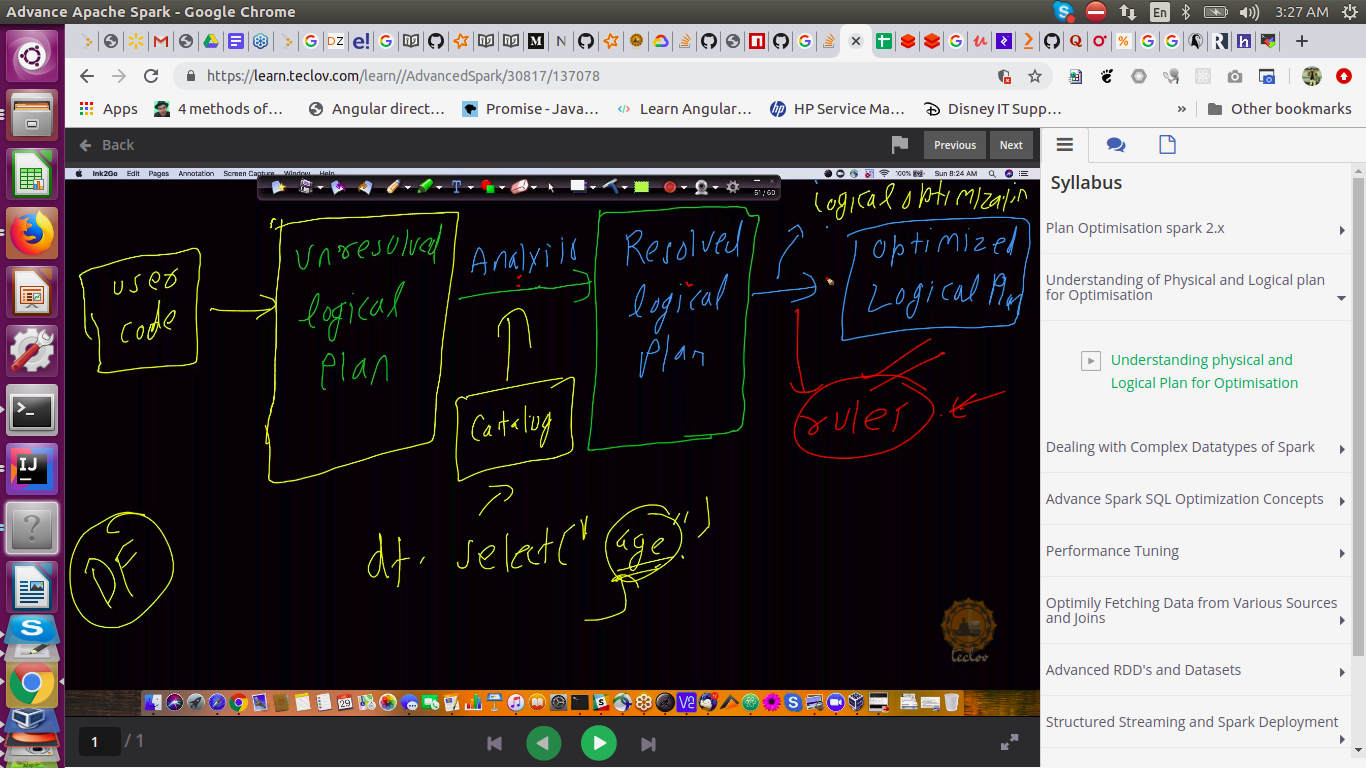 Advance Apache Spark - Google Chrome
En
3:27 AM
https://learn.teclov.com/learn//AdvancedSpark/30817/137078
Apps
4 methods of…
Angular direct…
Promise - Java…
Learn Angular…
HP Service Ma…
Disney IT Supp…
»
Other bookmarks
Back
Previous
Next
Ink2Go File Edit Pages Annotation Screen Capture Window Help
100%
Sun 8:24 AM
51 / 60
logical optimizatin
user
code
unresolved
logical
plan
Analysis
Catalog
Resolved
logical
plan
optimized
Logical Plan
rules
DF
df. select("age")
teclov
1 / 1
Syllabus
Plan Optimisation spark 2.x
Understanding of Physical and Logical plan
for Optimisation
Understanding physical and
Logical Plan for Optimisation
Dealing with Complex Datatypes of Spark
Advance Spark SQL Optimization Concepts
Performance Tuning
Optimily Fetching Data from Various Sources
and Joins
Advanced RDD's and Datasets
Structured Streaming and Spark Deployment